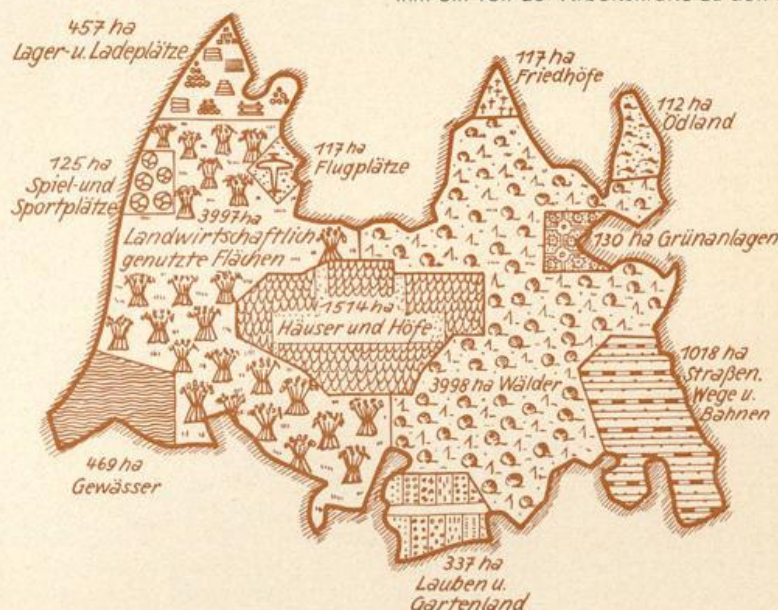 457 ha
Lager- u. Ladeplätze
117 ha
Friedhöfe
112 ha
Ödland
125 ha
Spiel- und
Sportplätze
117 ha
Flugplätze
3997 ha
Landwirtschaftlich
genutzte Flächen
130 ha Grünanlagen
1514 ha
Häuser und Höfe
3998 ha Wälder
1018 ha
Straßen,
Wege u.
Bahnen
469 ha
Gewässer
337 ha
Lauben u.
Gartenland